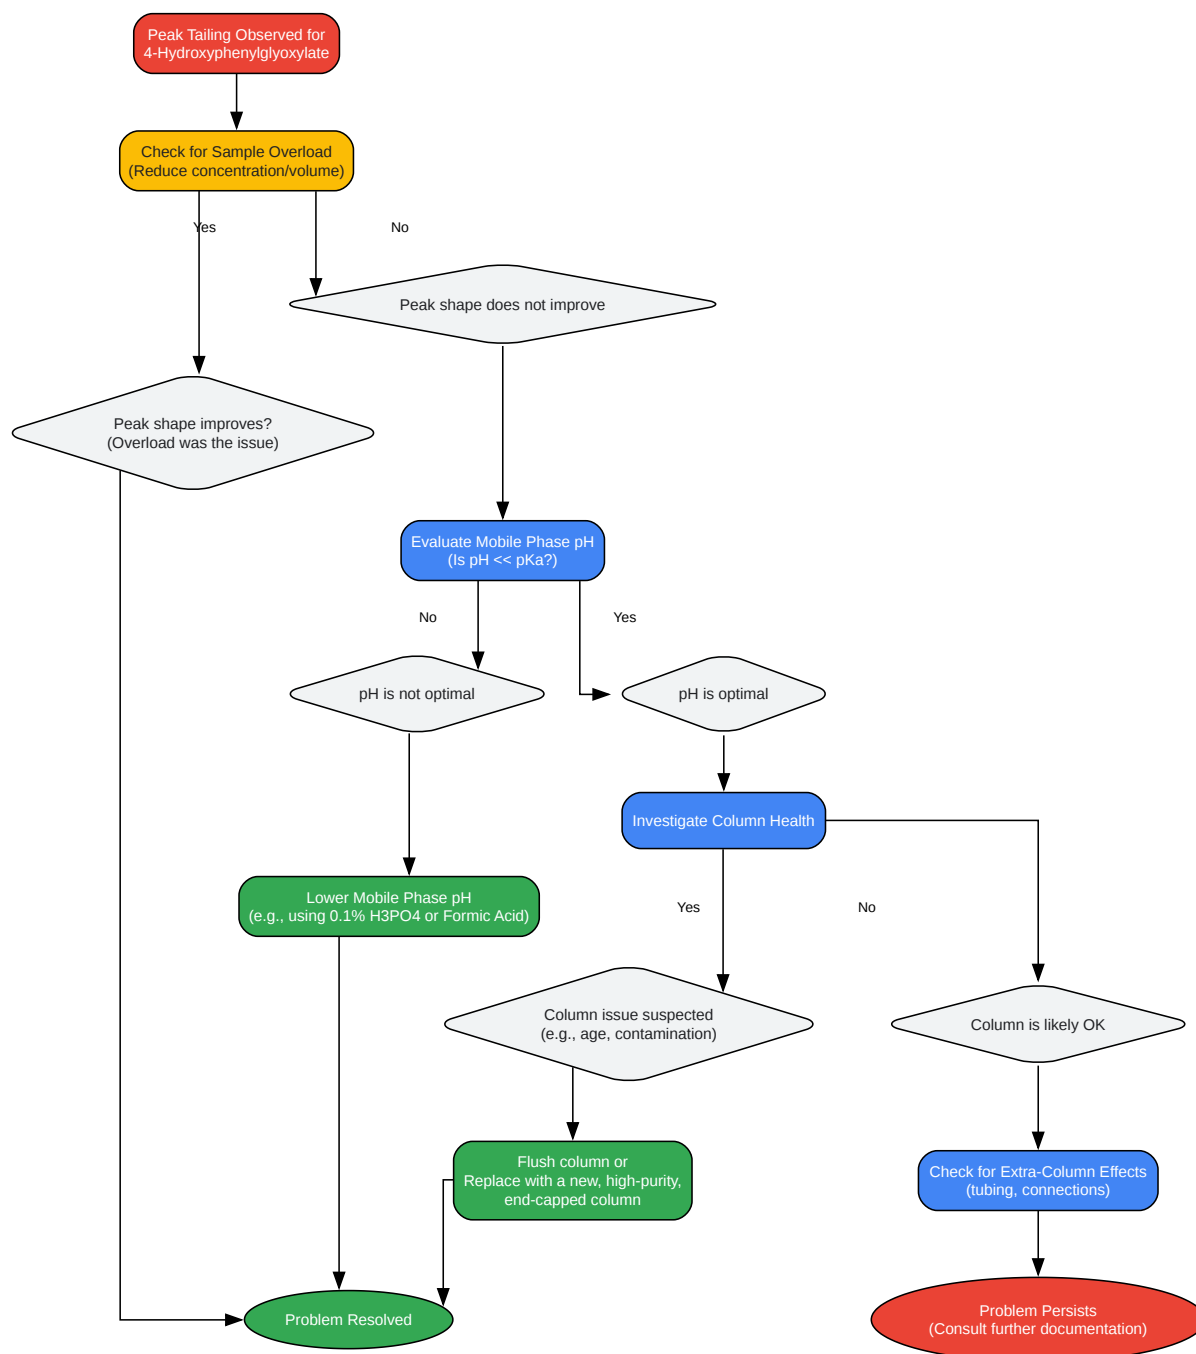 Peak Tailing Observed for
4-Hydroxyphenylglyoxylate
Check for Sample Overload
(Reduce concentration/volume)
Yes
No
Peak shape does not improve
Peak shape improves?
(Overload was the issue)
Evaluate Mobile Phase pH
(Is pH << pKa?)
No
Yes
pH is not optimal
pH is optimal
Investigate Column Health
Lower Mobile Phase pH
(e.g., using 0.1% H3PO4 or Formic Acid)
Yes
No
Column issue suspected
(e.g., age, contamination)
Column is likely OK
Flush column or
Replace with a new, high-purity,
end-capped column
Check for Extra-Column Effects
(tubing, connections)
Problem Resolved
Problem Persists
(Consult further documentation)